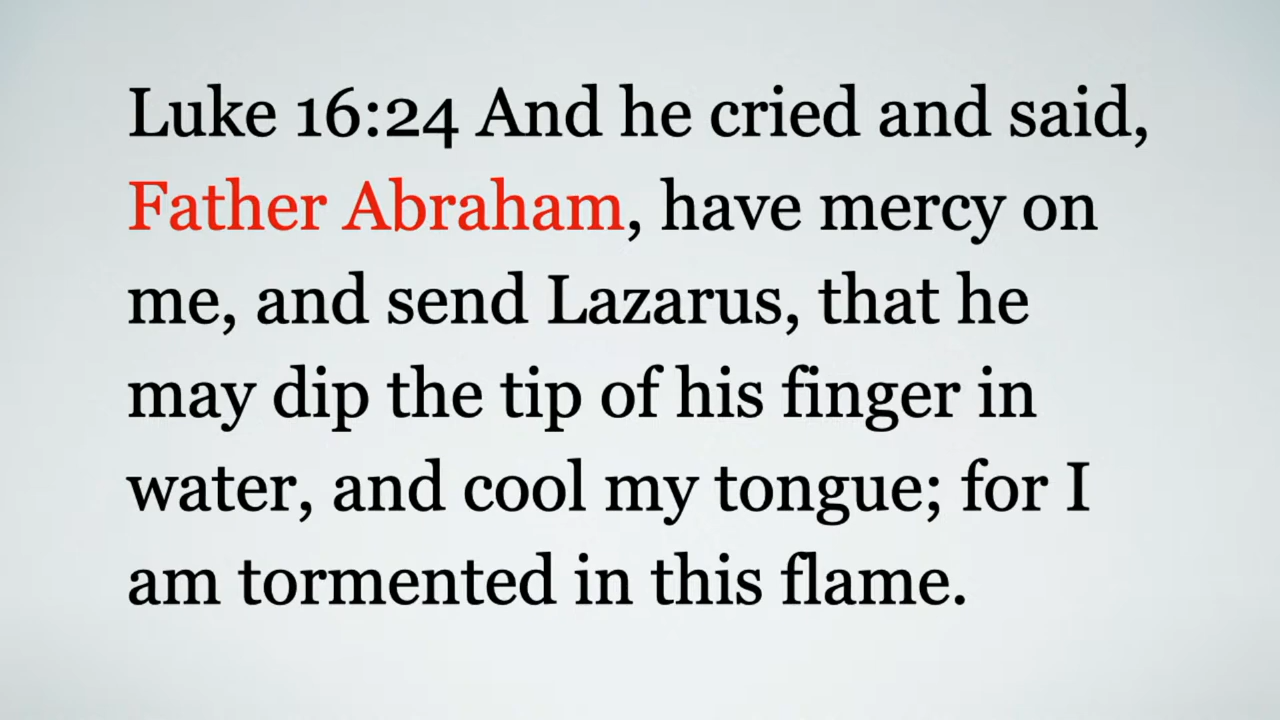 Luke 16:24 And he cried and said,
Father Abraham, have mercy on
me, and send Lazarus, that he
may dip the tip of his finger in
water, and cool my tongue; for I
am tormented in this flame.